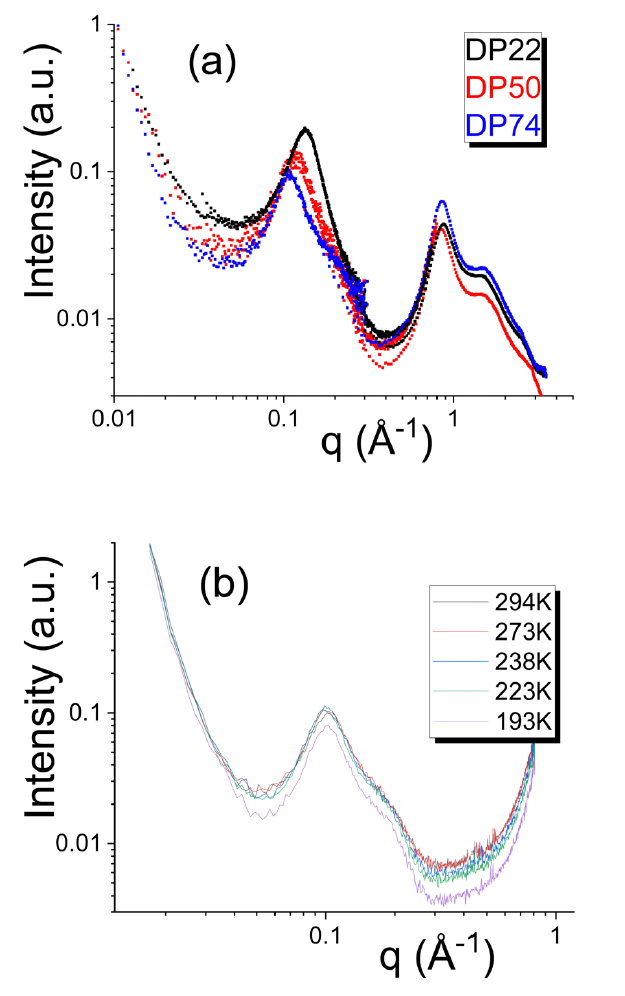 (a)
DP22
DP50
DP74
Intensity (a.u.)
1
0.1
0.01
0.01
0.1
1
q (Å⁻¹)
(b)
294K
273K
238K
223K
193K
Intensity (a.u.)
1
0.1
0.01
0.1
1
q (Å⁻¹)